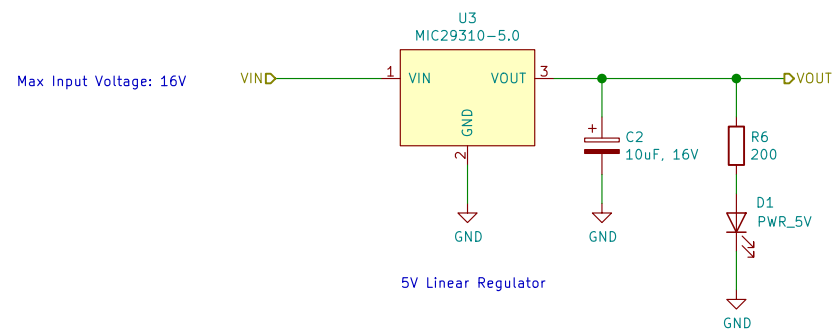 U3
MIC29310-5.0
Max Input Voltage: 16V
VIN
1
VIN
VOUT
3
VOUT
GND
2
+
C2
10uF, 16V
R6
200
D1
PWR_5V
GND
GND
5V Linear Regulator
GND